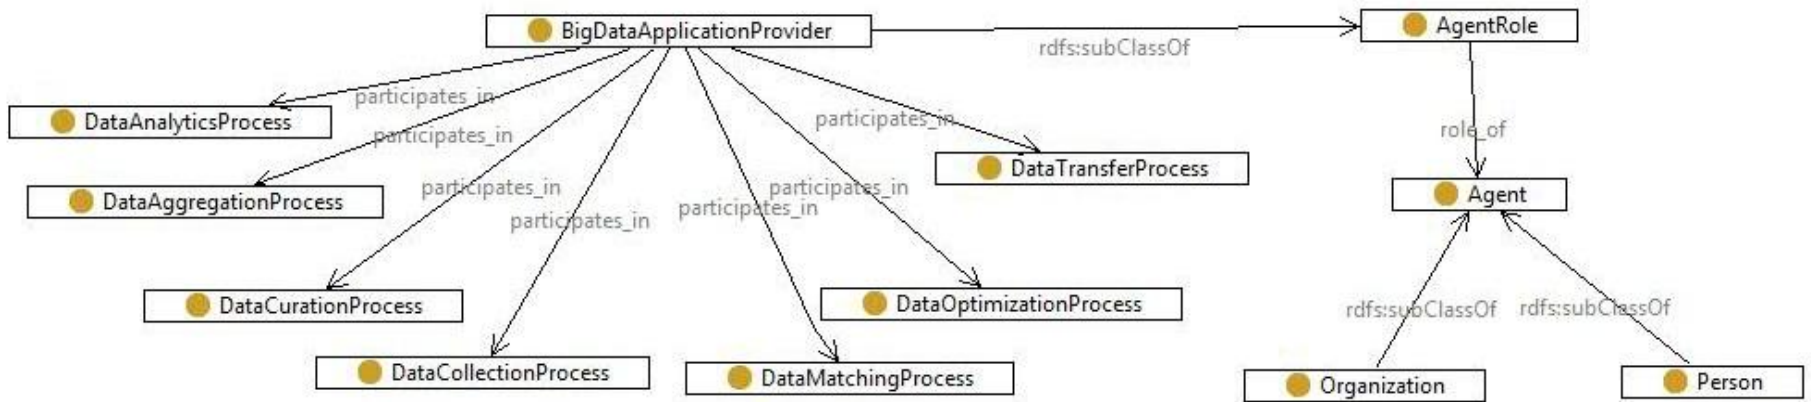 BigDataApplicationProvider
AgentRole
rdfs:subClassOf
participates_in
DataAnalyticsProcess
participates_in
participates_in
role_of
DataTransferProcess
DataAggregationProcess
participates_in
participates_in
Agent
participates_in
participates_in
DataCurationProcess
DataOptimizationProcess
rdfs:subClassOf
rdfs:subClassOf
DataCollectionProcess
DataMatchingProcess
Organization
Person